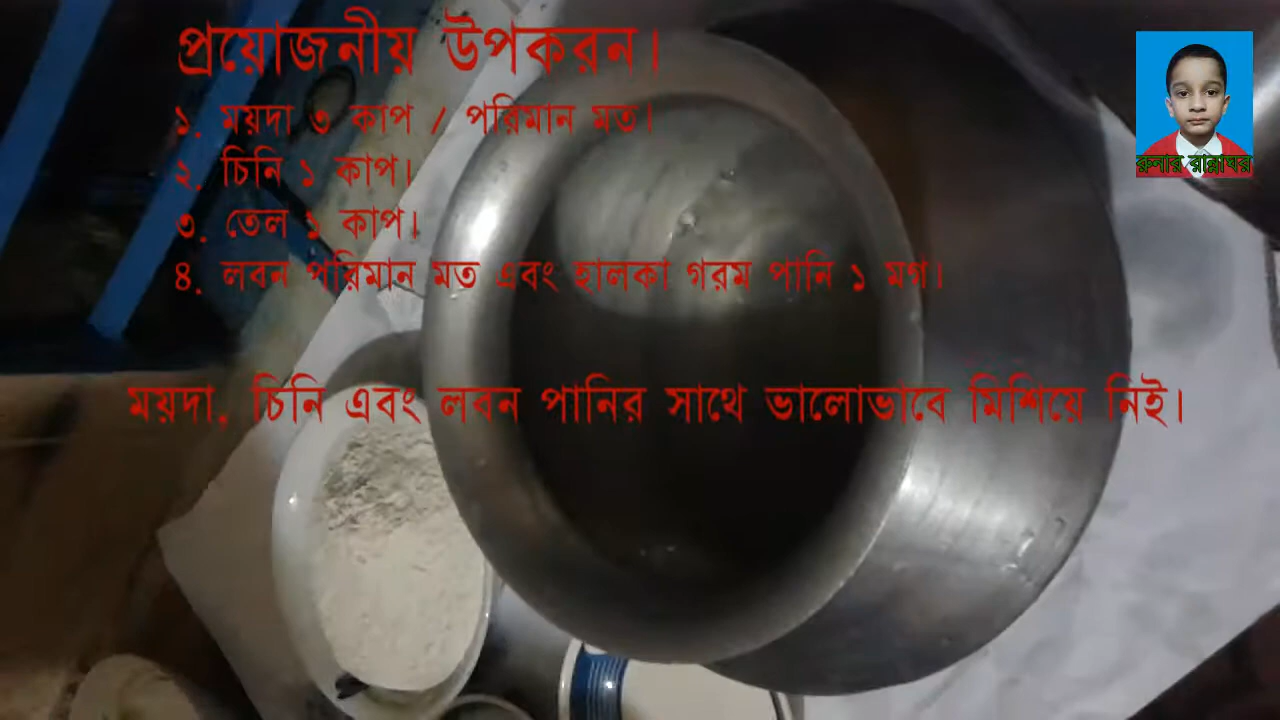 প্রয়োজনীয় উপকরন।
১. ময়দা ৩ কাপ / পরিমান মত।
২. চিনি ১ কাপ।
৩. তেল ১ কাপ।
৪. লবন পরিমান মত এবং হালকা গরম পানি ১ মগ।
ময়দা, চিনি এবং লবন পানির সাথে ভালোভাবে মিশিয়ে নিই।
রুনার রান্নাঘর